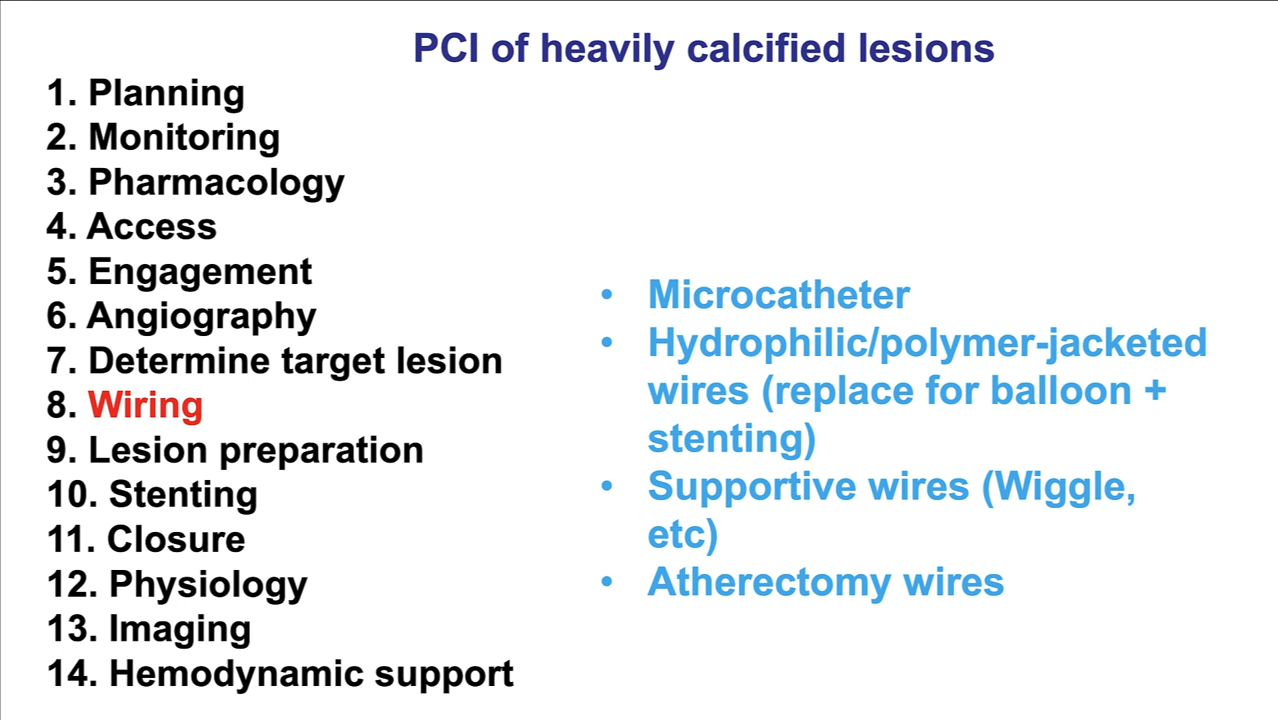 PCI of heavily calcified lesions
1. Planning
2. Monitoring
3. Pharmacology
4. Access
5. Engagement
6. Angiography
7. Determine target lesion
8. Wiring
9. Lesion preparation
10. Stenting
11. Closure
12. Physiology
13. Imaging
14. Hemodynamic support
• Microcatheter
• Hydrophilic/polymer-jacketed
wires (replace for balloon +
stenting)
• Supportive wires (Wiggle,
etc)
• Atherectomy wires